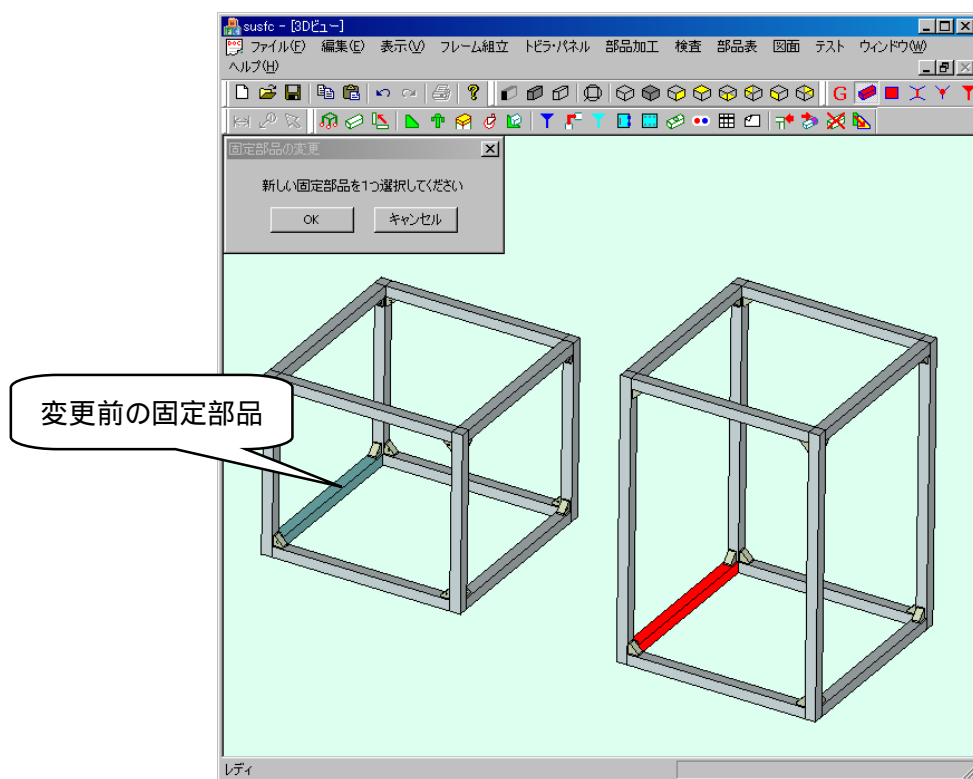 susfc - [3Dビュー]
ファイル(F) 編集(E) 表示(V) フレーム組立 トビラ・パネル 部品加工 検査 部品表 図面 テスト ウィンドウ(W)
ヘルプ(H)
G
固定部品の変更
新しい固定部品を1つ選択してください
OK キャンセル
変更前の固定部品
レディ